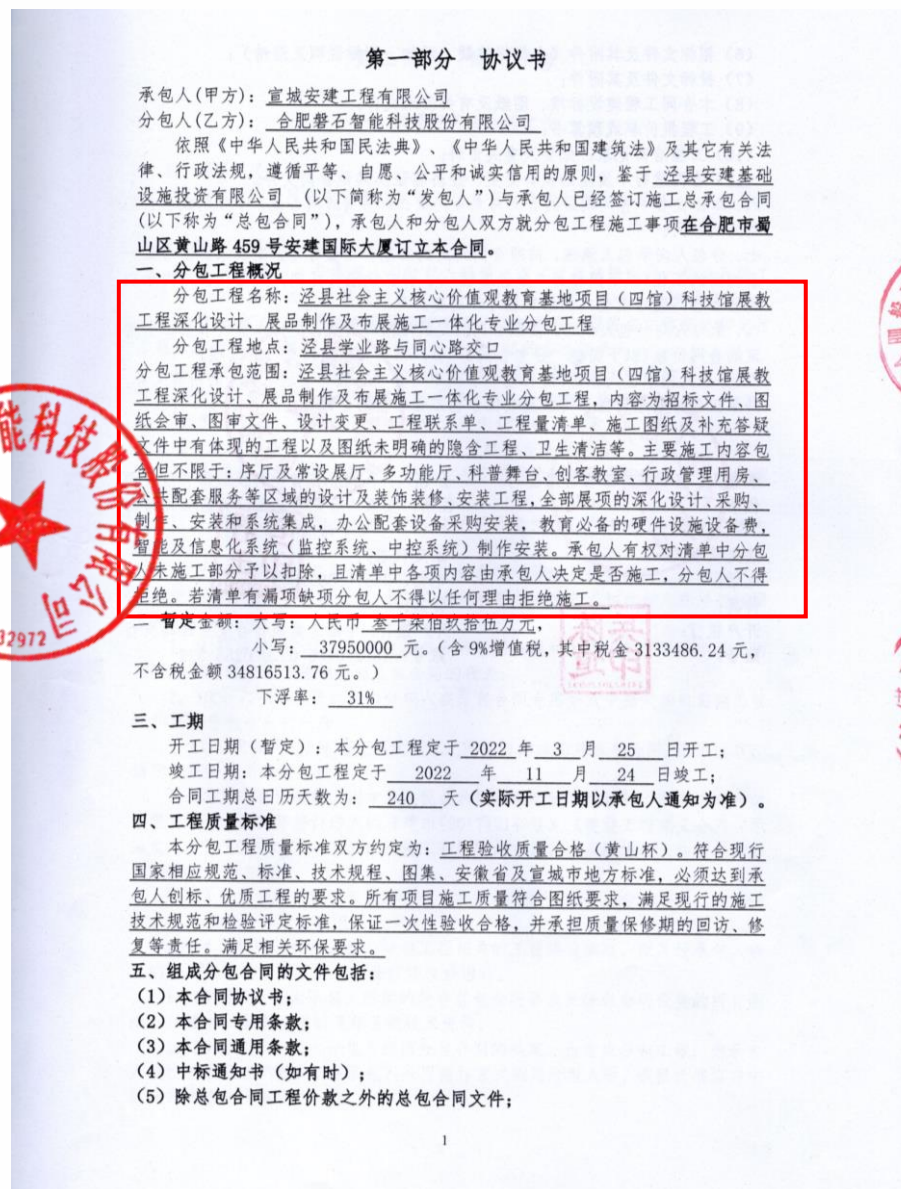 第一部分 协议书
承包人(甲方)：宣城安建工程有限公司
分包人(乙方)：合肥磐石智能科技股份有限公司
依照《中华人民共和国民法典》、《中华人民共和国建筑法》及其它有关法
律、行政法规，遵循平等、自愿、公平和诚实信用的原则，鉴于 泾县安建基础
设施投资有限公司 (以下简称为“发包人”)与承包人已经签订施工总承包合同
(以下称为“总包合同”)，承包人和分包人双方就分包工程施工事项在合肥市蜀
山区黄山路 459 号安建国际大厦订立本合同。
一、分包工程概况
分包工程名称：泾县社会主义核心价值观教育基地项目（四馆）科技馆展教
工程深化设计、展品制作及布展施工一体化专业分包工程
分包工程地点：泾县学业路与同心路交口
分包工程承包范围：泾县社会主义核心价值观教育基地项目（四馆）科技馆展教
工程深化设计、展品制作及布展施工一体化专业分包工程，内容为招标文件、图
纸会审、图审文件、设计变更、工程联系单、工程量清单、施工图纸及补充答疑
文件中有体现的工程以及图纸未明确的隐含工程、卫生清洁等。主要施工内容包
含但不限于：序厅及常设展厅、多功能厅、科普舞台、创客教室、行政管理用房、
公共配套服务等区域的设计及装饰装修、安装工程，全部展项的深化设计、采购、
制作、安装和系统集成，办公配套设备采购安装，教育必备的硬件设施设备费，
智能及信息化系统（监控系统、中控系统）制作安装。承包人有权对清单中分包
人未施工部分予以扣除，且清单中各项内容由承包人决定是否施工，分包人不得
拒绝。若清单有漏项缺项分包人不得以任何理由拒绝施工。
二 暂定金额：大写：人民币 叁千柒佰玖拾伍万元，
小写： 37950000 元。（含 9%增值税，其中税金 3133486.24 元，
不含税金额 34816513.76 元。）
下浮率： 31%
三、工期
开工日期（暂定）：本分包工程定于 2022 年 3 月 25 日开工；
竣工日期：本分包工程定于 2022 年 11 月 24 日竣工；
合同工期总日历天数为： 240 天（实际开工日期以承包人通知为准）。
四、工程质量标准
本分包工程质量标准双方约定为：工程验收质量合格（黄山杯）。符合现行
国家相应规范、标准、技术规程、图集、安徽省及宣城市地方标准，必须达到承
包人创标、优质工程的要求。所有项目施工质量符合图纸要求，满足现行的施工
技术规范和检验评定标准，保证一次性验收合格，并承担质量保修期的回访、修
复等责任。满足相关环保要求。
五、组成分包合同的文件包括：
（1）本合同协议书；
（2）本合同专用条款；
（3）本合同通用条款；
（4）中标通知书（如有时）；
（5）除总包合同工程价款之外的总包合同文件；
能科技股份有限公司
32972
1